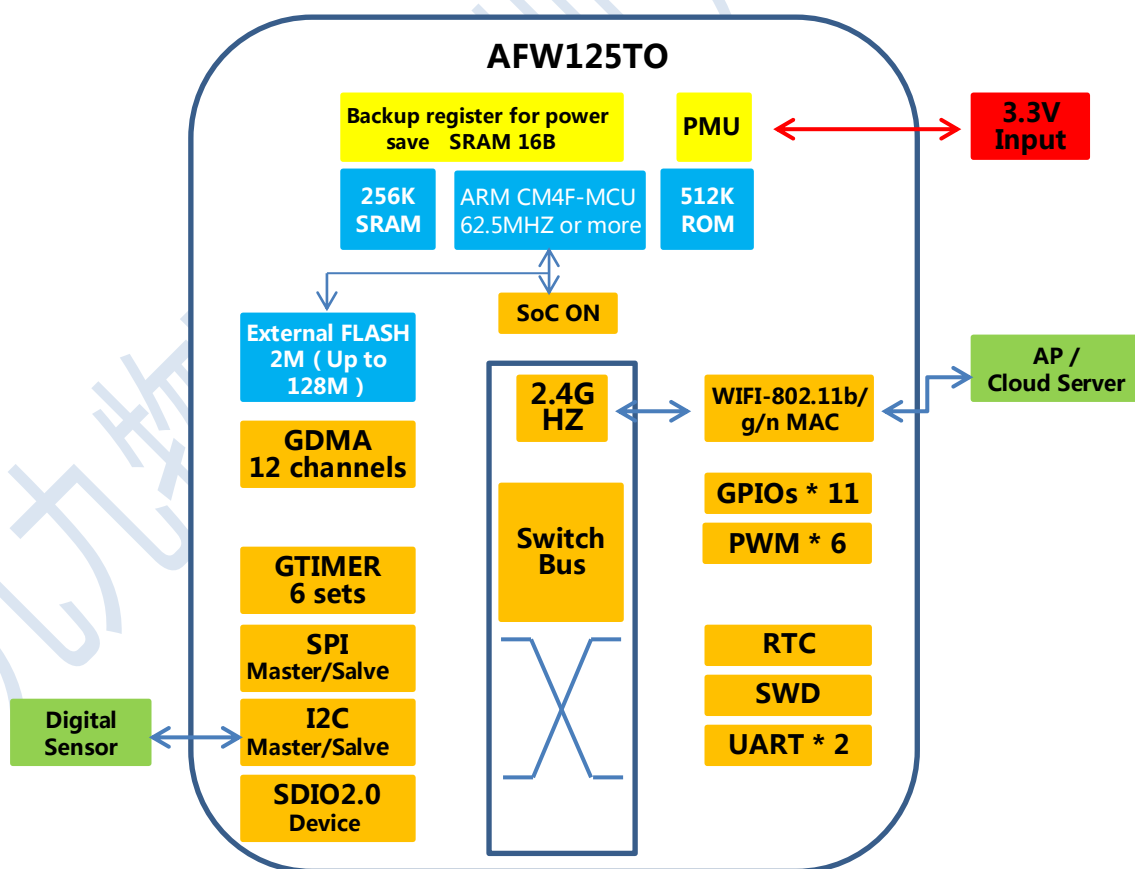 AFW125TO
Backup register for power
save SRAM 16B
PMU
3.3V
Input
256K
SRAM
ARM CM4F-MCU
62.5MHZ or more
512K
ROM
SoC ON
External FLASH
2M ( Up to
128M )
2.4G
HZ
WIFI-802.11b/
g/n MAC
AP /
Cloud Server
GDMA
12 channels
GPIOs * 11
Switch
Bus
PWM * 6
GTIMER
6 sets
SPI
Master/Salve
RTC
SWD
Digital
Sensor
I2C
Master/Salve
UART * 2
SDIO2.0
Device
九九